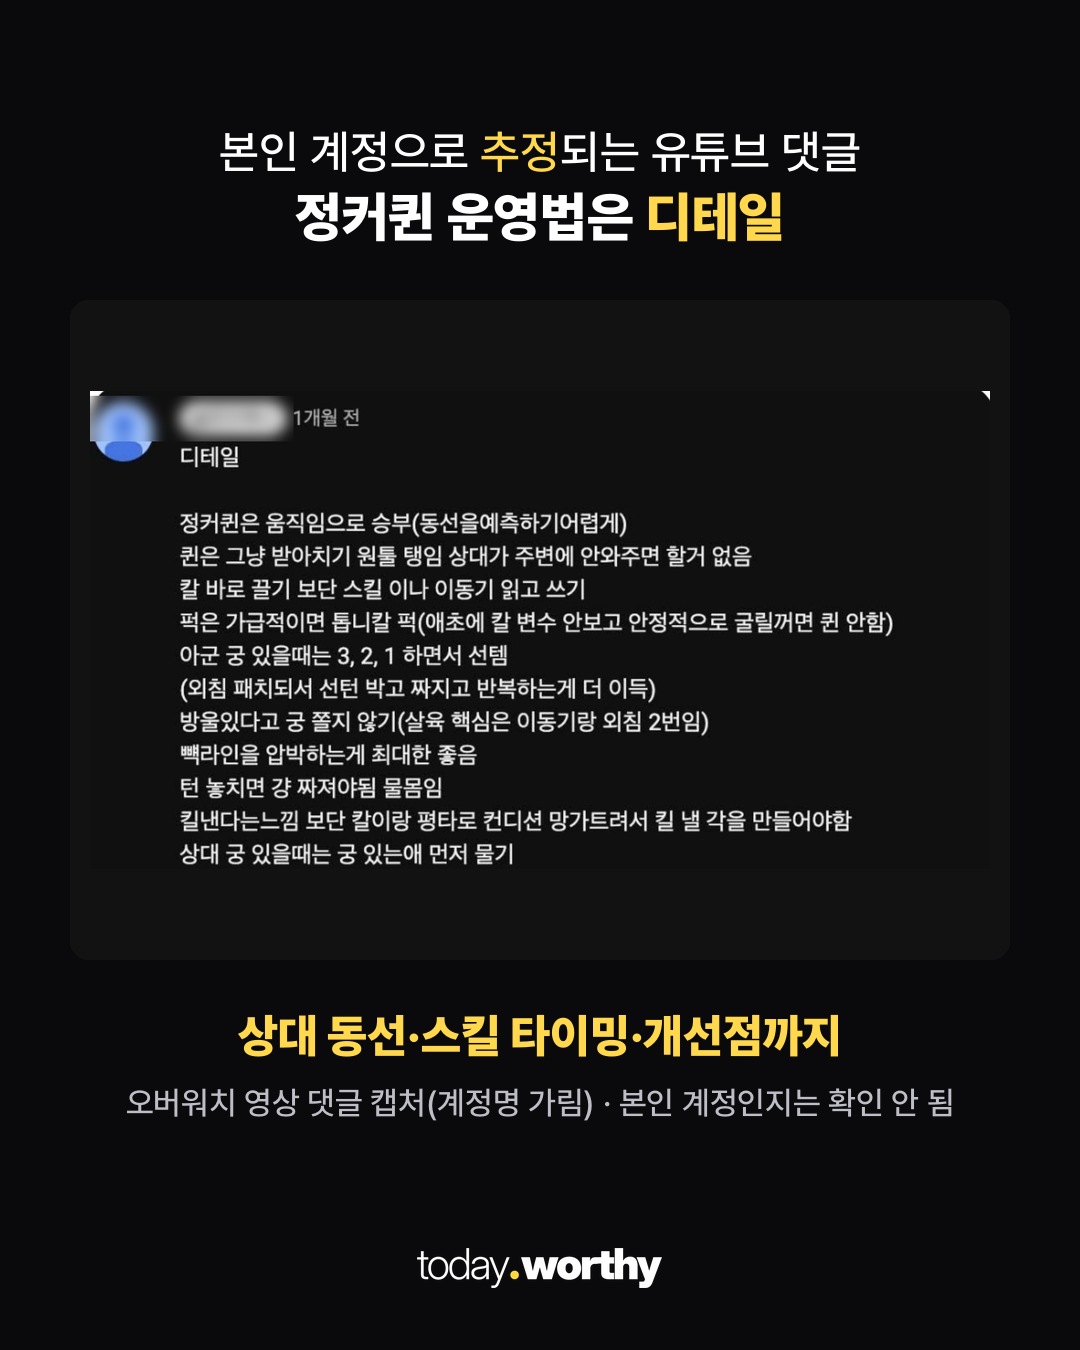 본인 계정으로 추정되는 유튜브 댓글
정커퀸 운영법은 디테일
1개월 전
디테일
정커퀸은 움직임으로 승부(동선을예측하기어렵게)
퀸은 그냥 받아치기 원툴 탱임 상대가 주변에 안와주면 할거 없음
칼 바로 끌기 보단 스킬 이나 이동기 읽고 쓰기
퍽은 가급적이면 톱니칼 퍽(애초에 칼 변수 안보고 안정적으로 굴릴꺼면 퀸 안함)
아군 궁 있을때는 3, 2, 1 하면서 선템
(외침 패치되서 선턴 박고 짜지고 반복하는게 더 이득)
방울있다고 궁 쫄지 않기(살육 핵심은 이동기랑 외침 2번임)
빽라인을 압박하는게 최대한 좋음
턴 놓치면 걍 짜져야됨 물몸임
킬낸다는느낌 보단 칼이랑 평타로 컨디션 망가트려서 킬 낼 각을 만들어야함
상대 궁 있을때는 궁 있는애 먼저 물기
상대 동선·스킬 타이밍·개선점까지
오버워치 영상 댓글 캡처(계정명 가림) · 본인 계정인지는 확인 안 됨
today.worthy